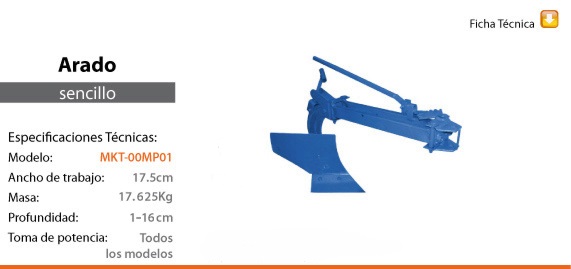 Ficha Técnica
Arado
sencillo
Especificaciones Técnicas:
Modelo: MKT-00MP01
Ancho de trabajo: 17.5cm
Masa: 17.625Kg
Profundidad: 1-16cm
Toma de potencia: Todos
los modelos